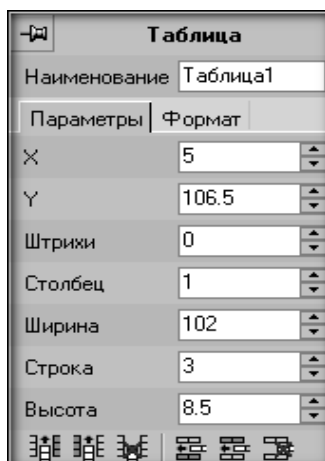 Таблица
Наименование Таблица1
Параметры Формат
X 5
Y 106.5
Штрихи 0
Столбец 1
Ширина 102
Строка 3
Высота 8.5